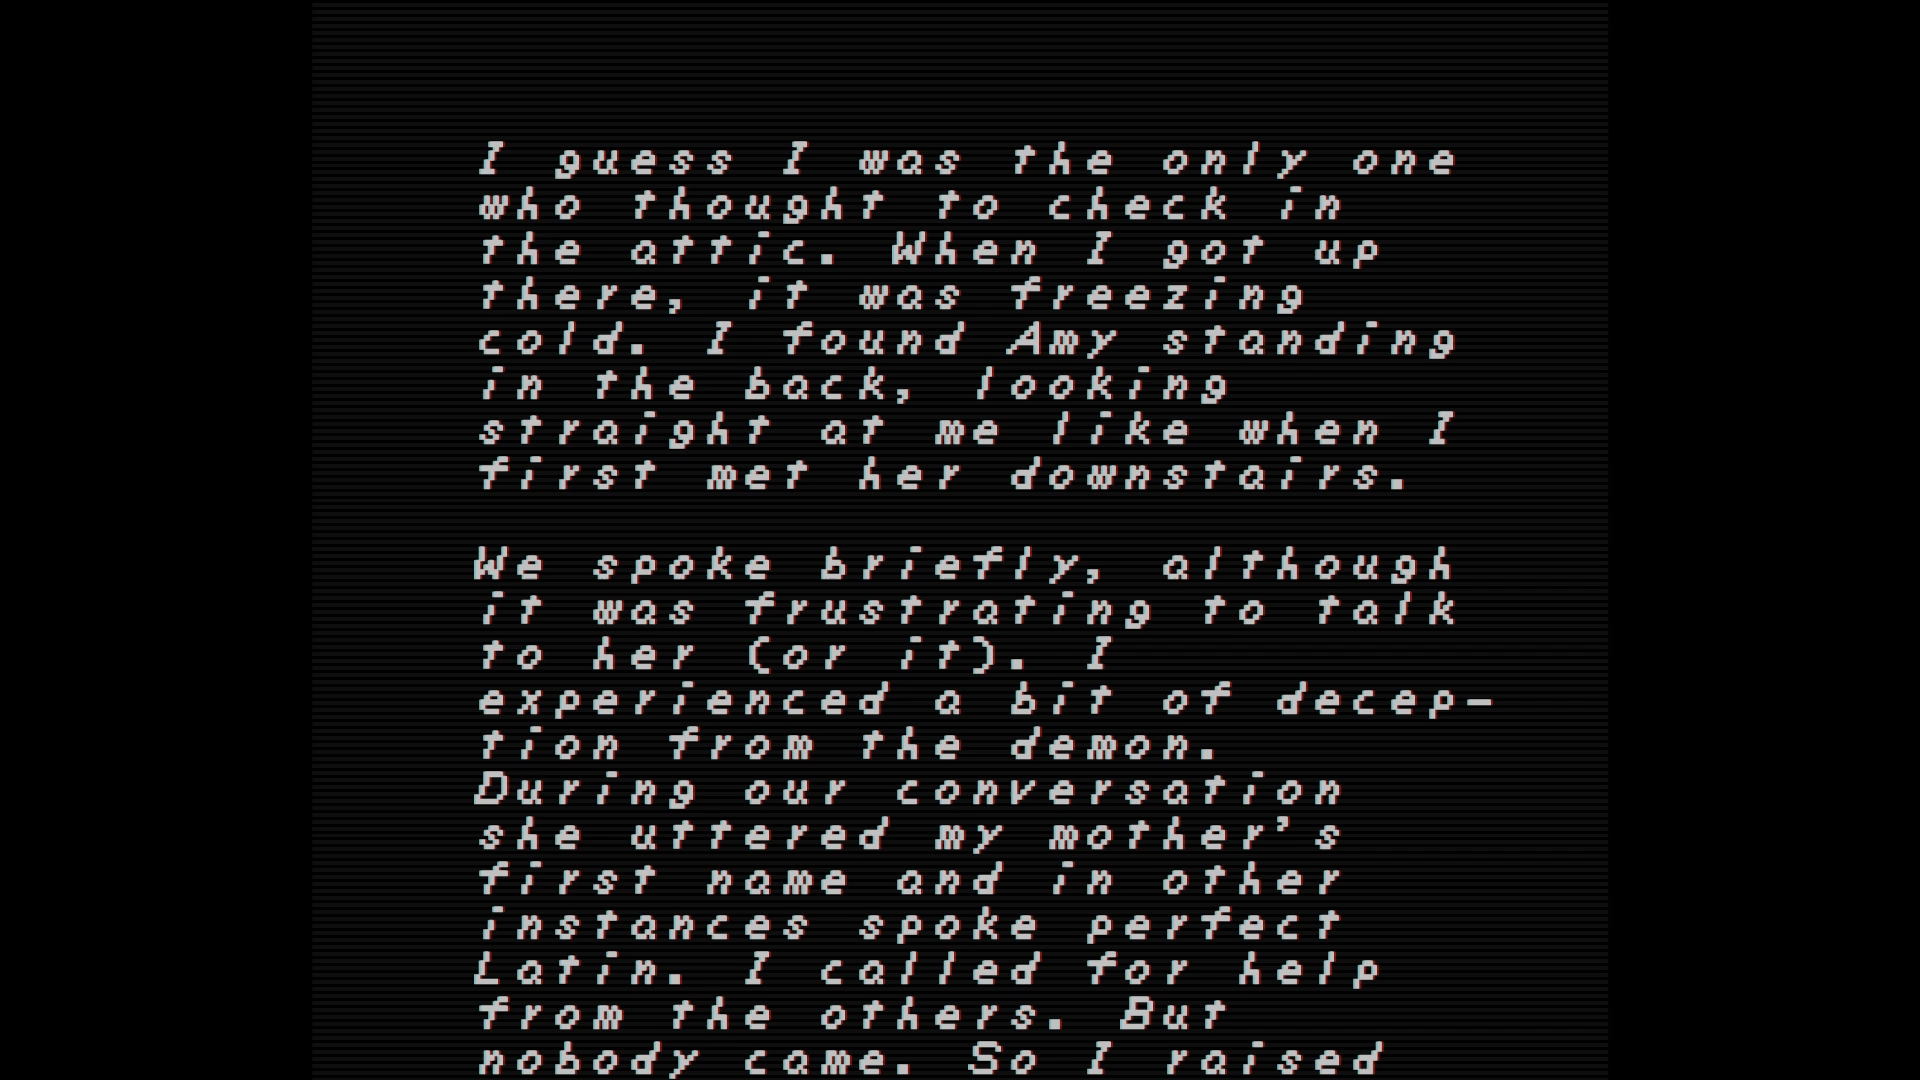 I guess I was the only one
who thought to check in
the attic. When I got up
there, it was freezing
cold. I found Amy standing
in the back, looking
straight at me like when I
first met her downstairs.
We spoke briefly, although
it was frustrating to talk
to her (or it). I
experienced a bit of decep-
tion from the demon.
During our conversation
she uttered my mother's
first name and in other
instances spoke perfect
Latin. I called for help
from the others. But
nobody came. So I raised